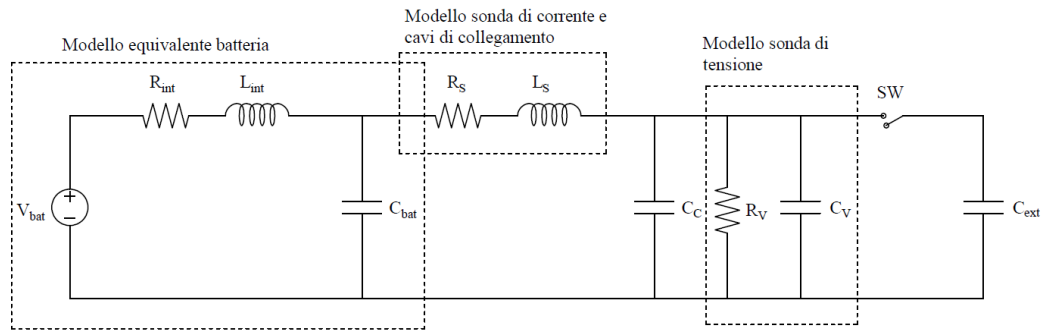 Modello equivalente batteria
Modello sonda di corrente e
cavi di collegamento
Modello sonda di
tensione
R_int
L_int
R_S
L_S
SW
V_bat
+
−
C_bat
C_C
R_V
C_V
C_ext